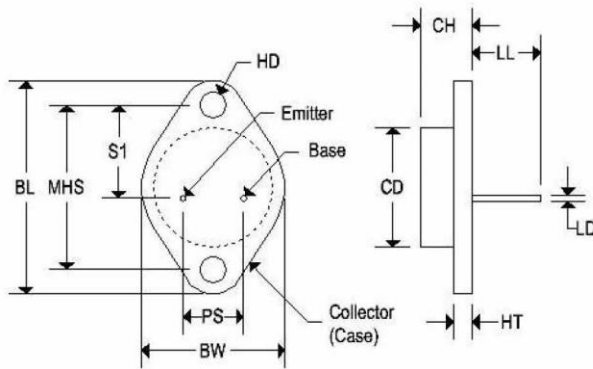 CH
LL
HD
Emitter
S1
Base
BL
MHS
CD
LD
PS
Collector
(Case)
HT
BW